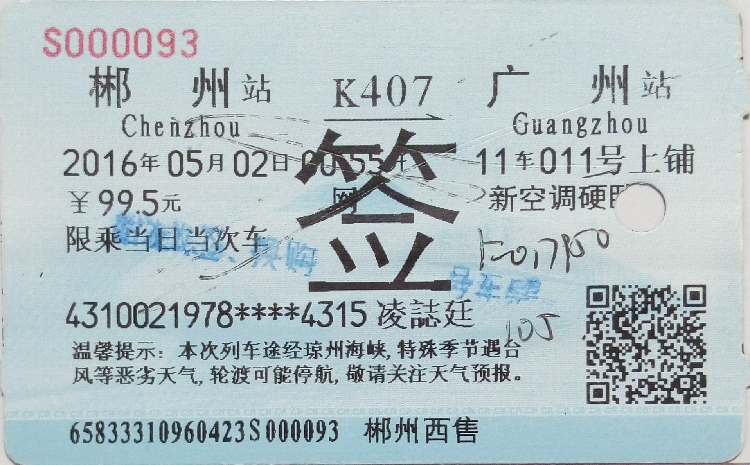 S000093
郴 州站 K407 广 州站
Chenzhou Guangzhou
2016年05月02日00:55开 11车011号上铺
￥99.5元 网 新空调硬卧
签
限乘当日当次车
4310021978****4315凌誌廷
105
温馨提示：本次列车途经琼州海峡,特殊季节遇台
风等恶劣天气,轮渡可能停航,敬请关注天气预报。
65833310960423S000093 郴州西售